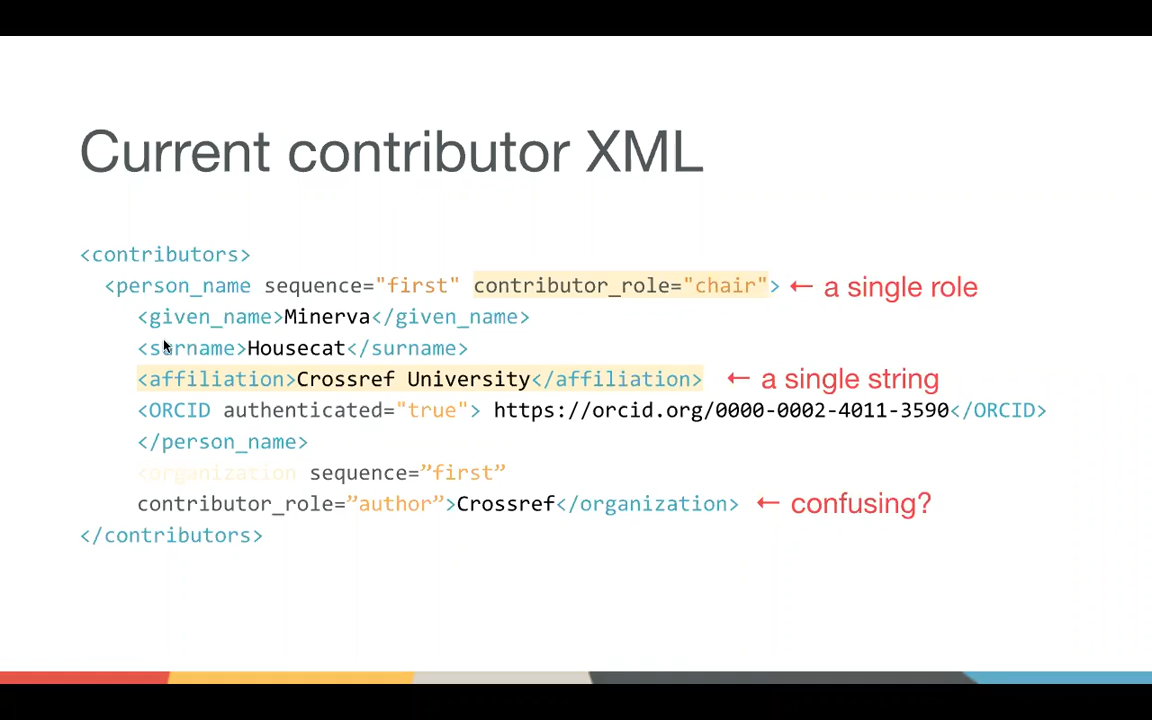 Current contributor XML
<contributors>
<person_name sequence="first" contributor_role="chair"> ← a single role
<given_name>Minerva</given_name>
<surname>Housecat</surname>
<affiliation>Crossref University</affiliation> ← a single string
<ORCID authenticated="true"> https://orcid.org/0000-0002-4011-3590</ORCID>
</person_name>
<organization sequence=”first”
contributor_role=”author”>Crossref</organization> ← confusing?
</contributors>